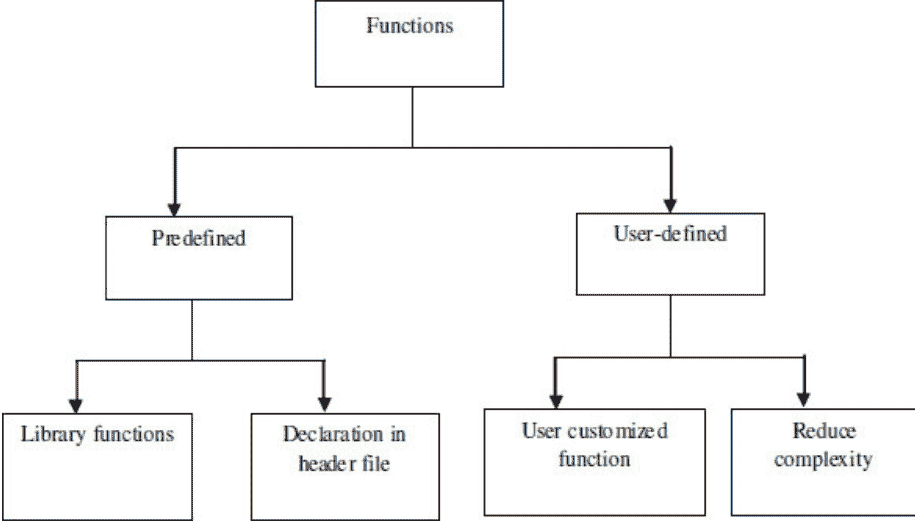 Functions
Predefined
User-defined
Library functions
Declaration in
header file
User customized
function
Reduce
complexity